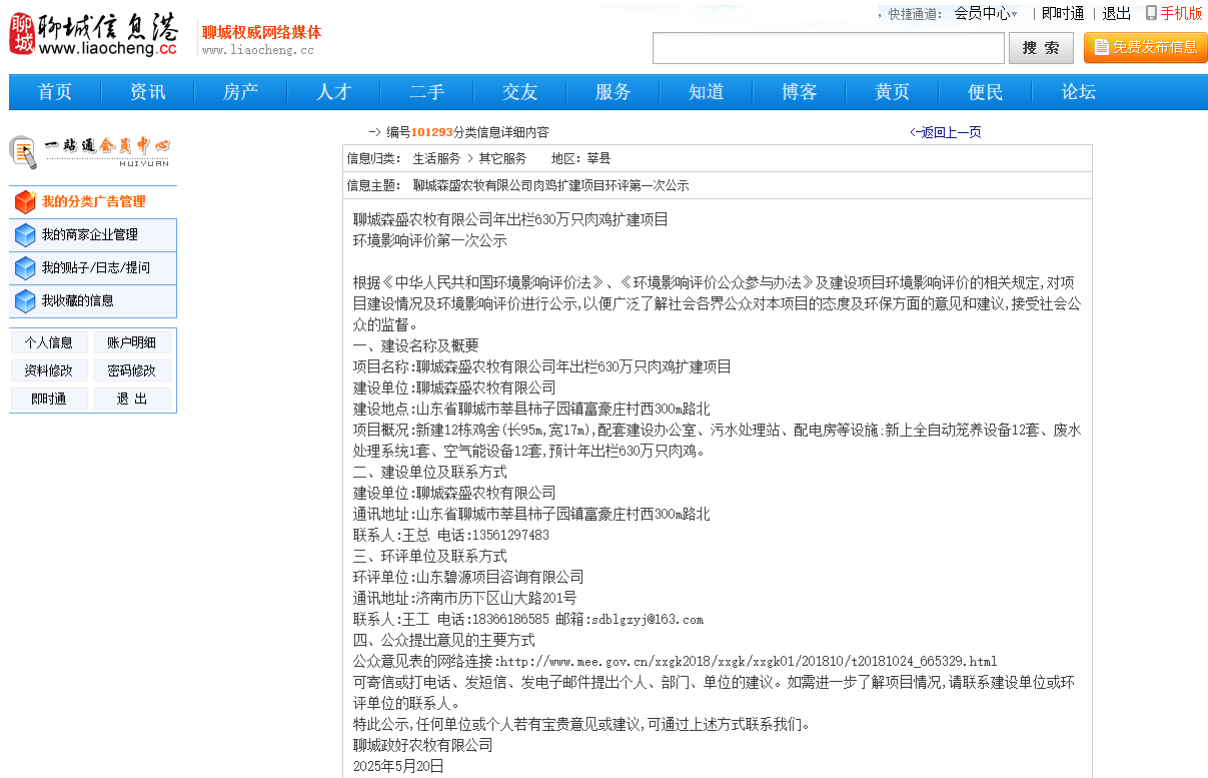 聊城 聊城信息港
www.liaocheng.cc
聊城权威网络媒体
www.liaocheng.cc
，快捷通道： 会员中心 | 即时通 | 退出 手机版
搜 索
免费发布信息
首页 资讯 房产 人才 二手 交友 服务 知道 博客 黄页 便民 论坛
一站通会员中心
HUIYUAN
我的分类广告管理
我的商家企业管理
我的贴子/日志/提问
我收藏的信息
个人信息 账户明细
资料修改 密码修改
即时通 退 出
-> 编号101293分类信息详细内容 <-返回上一页
信息归类： 生活服务 > 其它服务 地区：莘县
信息主题： 聊城森盛农牧有限公司肉鸡扩建项目环评第一次公示
聊城森盛农牧有限公司年出栏630万只肉鸡扩建项目
环境影响评价第一次公示
根据《中华人民共和国环境影响评价法》、《环境影响评价公众参与办法》及建设项目环境影响评价的相关规定,对项
目建设情况及环境影响评价进行公示,以便广泛了解社会各界公众对本项目的态度及环保方面的意见和建议,接受社会公
众的监督。
一、建设名称及概要
项目名称:聊城森盛农牧有限公司年出栏630万只肉鸡扩建项目
建设单位:聊城森盛农牧有限公司
建设地点:山东省聊城市莘县柿子园镇富豪庄村西300m路北
项目概况:新建12栋鸡舍(长95m,宽17m),配套建设办公室、污水处理站、配电房等设施;新上全自动笼养设备12套、废水
处理系统1套、空气能设备12套,预计年出栏630万只肉鸡。
二、建设单位及联系方式
建设单位:聊城森盛农牧有限公司
通讯地址:山东省聊城市莘县柿子园镇富豪庄村西300m路北
联系人:王总 电话:13561297483
三、环评单位及联系方式
环评单位:山东碧源项目咨询有限公司
通讯地址:济南市历下区山大路201号
联系人:王工 电话:18366186585 邮箱:sdblgzyj@163.com
四、公众提出意见的主要方式
公众意见表的网络连接:http://www.mee.gov.cn/xxgk2018/xxgk/xxgk01/201810/t20181024_665329.html
可寄信或打电话、发短信、发电子邮件提出个人、部门、单位的建议。如需进一步了解项目情况,请联系建设单位或环
评单位的联系人。
特此公示,任何单位或个人若有宝贵意见或建议,可通过上述方式联系我们。
聊城政好农牧有限公司
2025年5月20日